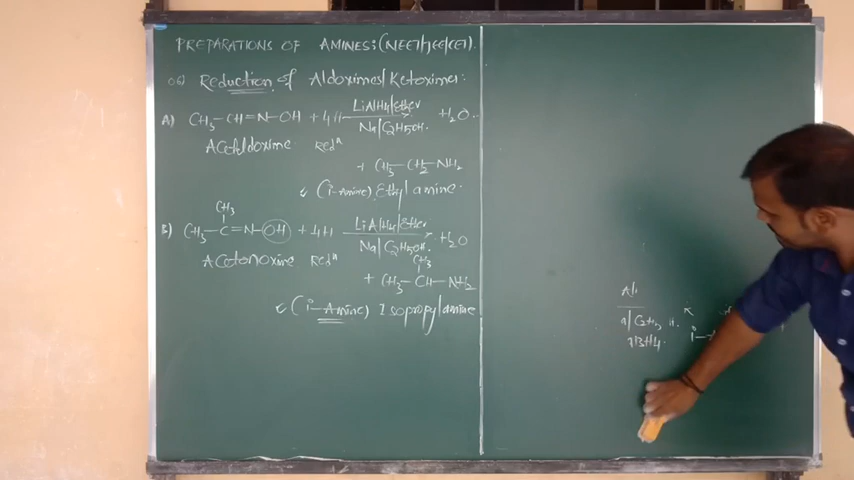 PREPARATIONS OF AMINES:(NEET/JEE/CET).
06) Reduction of Aldoximes/Ketoximes:
A) CH3-CH=N-OH + 4H LiAlH4/Ether H2O
Na/C2H5OH.
Acetaldoxime Redn
+ CH3-CH2-NH2
(1°-Amine) Ethyl amine.
CH3
B) CH3-C=N-OH + 4H LiAlH4/Ether H2O
Na/C2H5OH.
Acetonoxime Redn CH3
+ CH3-CH-NH2
(1°-Amine) Isopropylamine